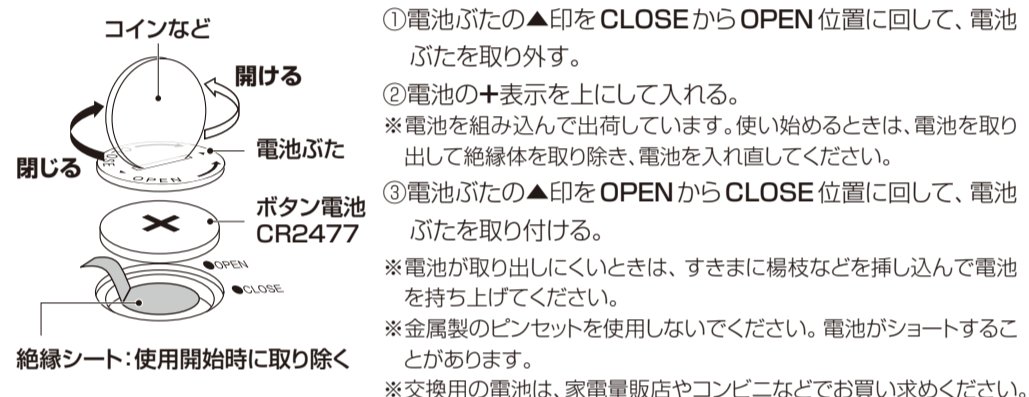 コインなど
開ける
閉じる
電池ぶた
OPEN
ボタン電池
CR2477
●OPEN
●CLOSE
絶縁シート：使用開始時に取り除く
①電池ぶたの▲印をCLOSEからOPEN位置に回して、電池
ぶたを取り外す。
②電池の＋表示を上にして入れる。
※電池を組み込んで出荷しています。使い始めるときは、電池を取り
出して絶縁体を取り除き、電池を入れ直してください。
③電池ぶたの▲印をOPENからCLOSE位置に回して、電池
ぶたを取り付ける。
※電池が取り出しにくいときは、すきまに楊枝などを挿し込んで電池
を持ち上げてください。
※金属製のピンセットを使用しないでください。電池がショートするこ
とがあります。
※交換用の電池は、家電量販店やコンビニなどでお買い求めください。